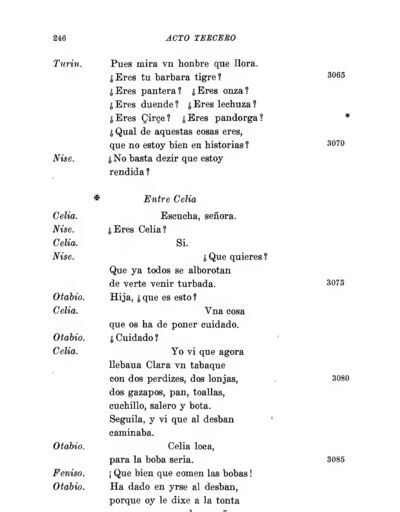 246 ACTO TERCERO
Turin. Pues mira vn honbre que llora.
¿Eres tu barbara tigre? 3065
¿Eres pantera? ¿Eres onza?
¿Eres duende? ¿Eres lechuza?
¿Eres Çirçe? ¿Eres pandorga? *
¿Qual de aquestas cosas eres,
que no estoy bien en historias? 3070
Nise. ¿No basta dezir que estoy
rendida?
✠ Entre Celia
Celia. Escucha, señora.
Nise. ¿Eres Celia?
Celia. Si.
Nise. ¿Que quieres?
Que ya todos se alborotan
de verte venir turbada. 3075
Otabio. Hija, ¿que es esto?
Celia. Vna cosa
que os ha de poner cuidado.
Otabio. ¿Cuidado?
Celia. Yo vi que agora
llebaua Clara vn tabaque
con dos perdizes, dos lonjas, 3080
dos gazapos, pan, toallas,
cuchillo, salero y bota.
Seguila, y vi que al desban
caminaba.
Otabio. Celia loca,
para la boba seria. 3085
Feniso. ¡Que bien que comen las bobas!
Otabio. Ha dado en yrse al desban,
porque oy le dixe a la tonta